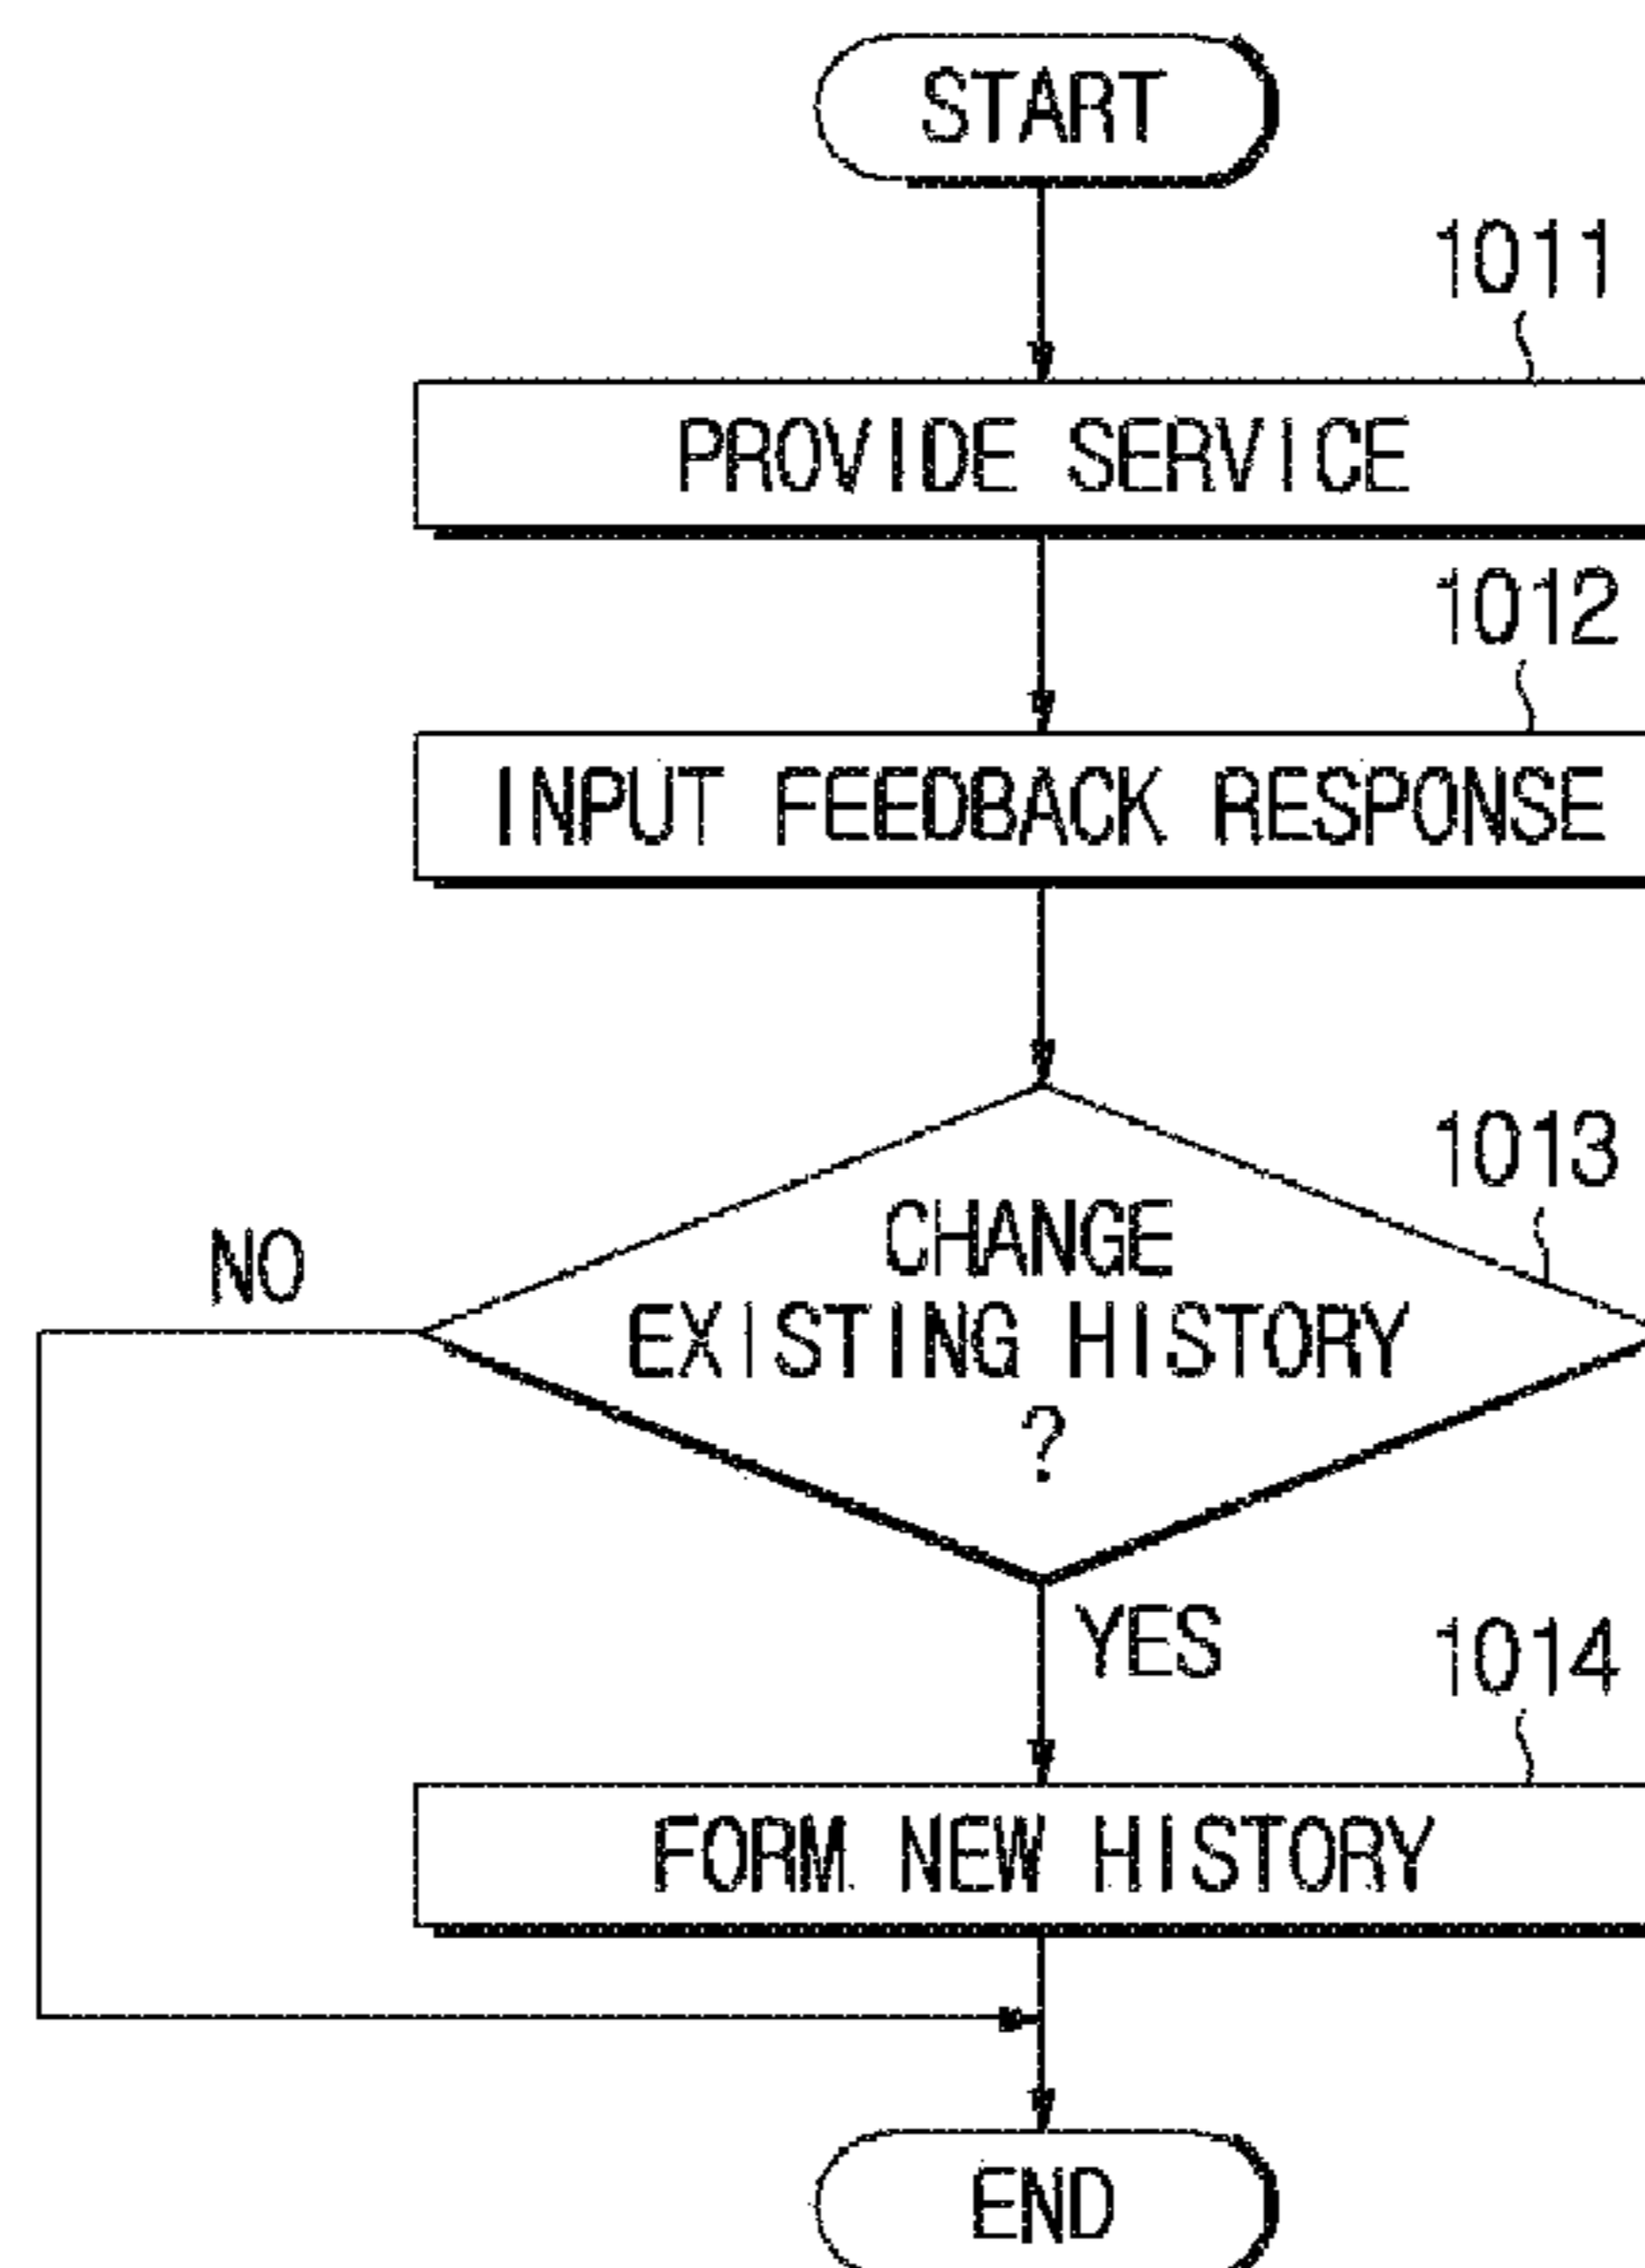 START
1011
PROVIDE SERVICE
1012
INPUT FEEDBACK RESPONSE
1013
CHANGE
NO
EXISTING HISTORY
?
YES
1014
FORM NEW HISTORY
END